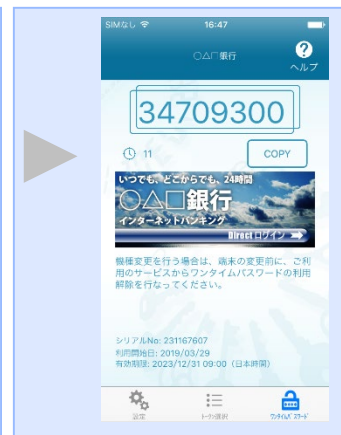 SIMなし 16:47
○△□銀行
?
ヘルプ
34709300
11
COPY
いつでも、どこからでも、24時間
○△□銀行
インターネットバンキング
Direct ログイン
機種変更を行う場合は、端末の変更前に、ご利
用のサービスからワンタイムパスワードの利用
解除を行なってください。
シリアルNo: 231167607
利用開始日: 2019/03/29
有効期限: 2023/12/31 09:00（日本時間）
設定
トークン選択
ワンタイムパスワード